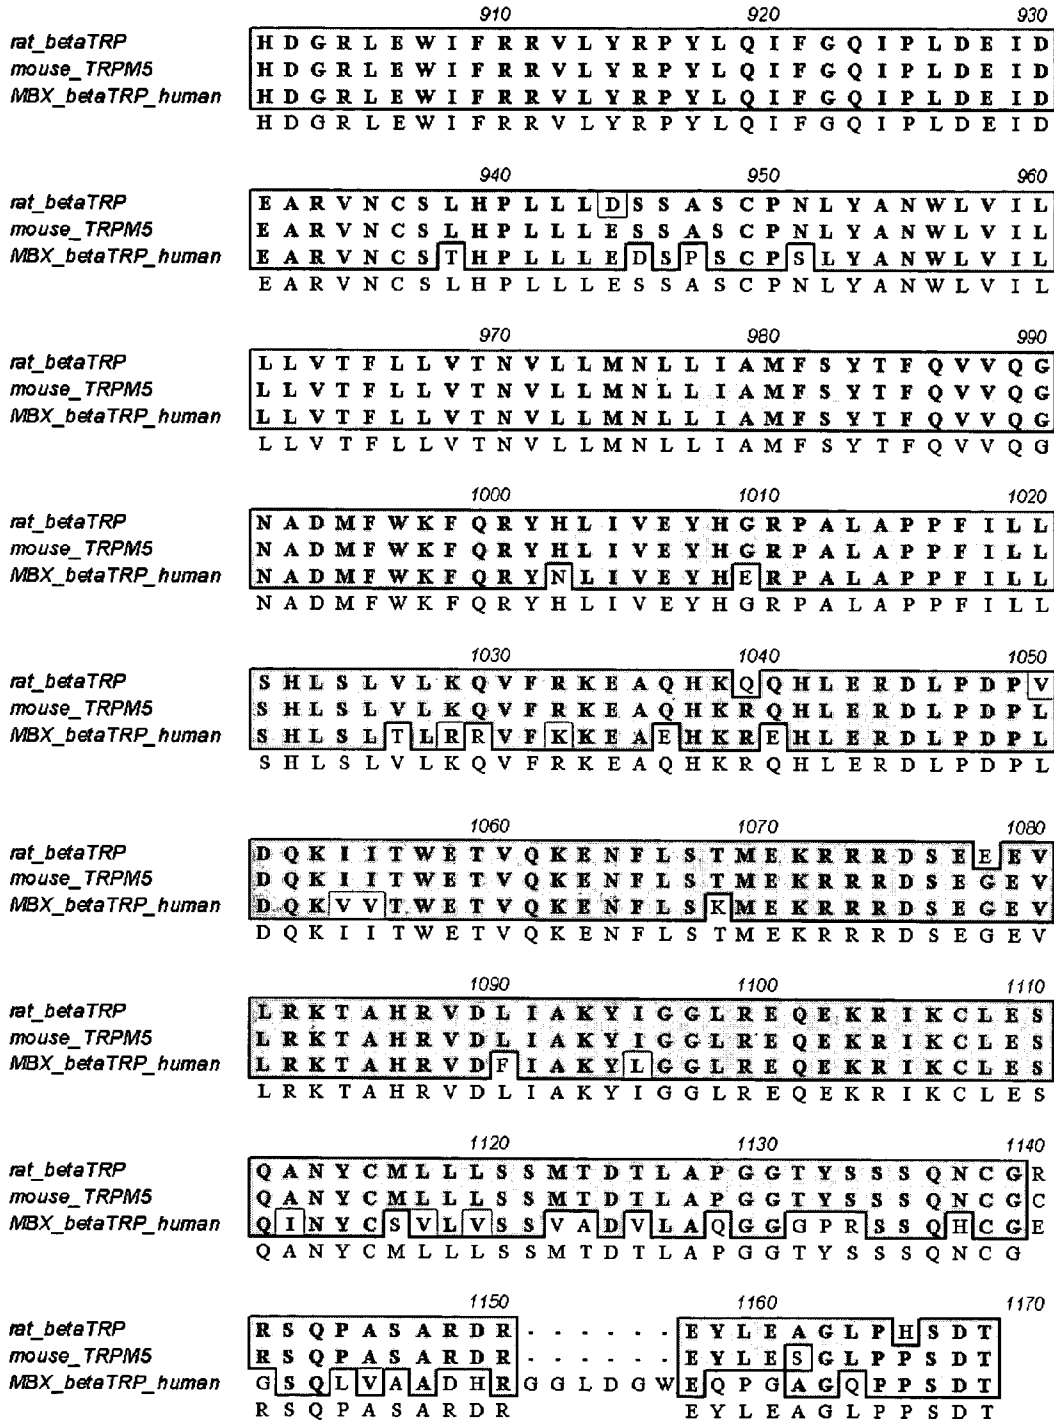 910 920 930
rat_betaTRP H D G R L E W I F R R V L Y R P Y L Q I F G Q I P L D E I D
mouse_TRPM5 H D G R L E W I F R R V L Y R P Y L Q I F G Q I P L D E I D
MBX_betaTRP_human H D G R L E W I F R R V L Y R P Y L Q I F G Q I P L D E I D
H D G R L E W I F R R V L Y R P Y L Q I F G Q I P L D E I D
940 950 960
rat_betaTRP E A R V N C S L H P L L L D S S A S C P N L Y A N W L V I L
mouse_TRPM5 E A R V N C S L H P L L L E S S A S C P N L Y A N W L V I L
MBX_betaTRP_human E A R V N C S T H P L L L E D S P S C P S L Y A N W L V I L
E A R V N C S L H P L L L E S S A S C P N L Y A N W L V I L
970 980 990
rat_betaTRP L L V T F L L V T N V L L M N L L I A M F S Y T F Q V V Q G
mouse_TRPM5 L L V T F L L V T N V L L M N L L I A M F S Y T F Q V V Q G
MBX_betaTRP_human L L V T F L L V T N V L L M N L L I A M F S Y T F Q V V Q G
L L V T F L L V T N V L L M N L L I A M F S Y T F Q V V Q G
1000 1010 1020
rat_betaTRP N A D M F W K F Q R Y H L I V E Y H G R P A L A P P F I L L
mouse_TRPM5 N A D M F W K F Q R Y H L I V E Y H G R P A L A P P F I L L
MBX_betaTRP_human N A D M F W K F Q R Y N L I V E Y H E R P A L A P P F I L L
N A D M F W K F Q R Y H L I V E Y H G R P A L A P P F I L L
1030 1040 1050
rat_betaTRP S H L S L V L K Q V F R K E A Q H K Q Q H L E R D L P D P V
mouse_TRPM5 S H L S L V L K Q V F R K E A Q H K R Q H L E R D L P D P L
MBX_betaTRP_human S H L S L T L R R V F K K E A E H K R E H L E R D L P D P L
S H L S L V L K Q V F R K E A Q H K R Q H L E R D L P D P L
1060 1070 1080
rat_betaTRP D Q K I I T W E T V Q K E N F L S T M E K R R R D S E E E V
mouse_TRPM5 D Q K I I T W E T V Q K E N F L S T M E K R R R D S E G E V
MBX_betaTRP_human D Q K V V T W E T V Q K E N F L S K M E K R R R D S E G E V
D Q K I I T W E T V Q K E N F L S T M E K R R R D S E G E V
1090 1100 1110
rat_betaTRP L R K T A H R V D L I A K Y I G G L R E Q E K R I K C L E S
mouse_TRPM5 L R K T A H R V D L I A K Y I G G L R E Q E K R I K C L E S
MBX_betaTRP_human L R K T A H R V D F I A K Y L G G L R E Q E K R I K C L E S
L R K T A H R V D L I A K Y I G G L R E Q E K R I K C L E S
1120 1130 1140
rat_betaTRP Q A N Y C M L L L S S M T D T L A P G G T Y S S S Q N C G R
mouse_TRPM5 Q A N Y C M L L L S S M T D T L A P G G T Y S S S Q N C G C
MBX_betaTRP_human Q I N Y C S V L V S S V A D V L A Q G G G P R S S Q H C G E
Q A N Y C M L L L S S M T D T L A P G G T Y S S S Q N C G
1150 1160 1170
rat_betaTRP R S Q P A S A R D R - - - - - - E Y L E A G L P H S D T
mouse_TRPM5 R S Q P A S A R D R - - - - - - E Y L E S G L P P S D T
MBX_betaTRP_human G S Q L V A A D H R G G L D G W E Q P G A G Q P P S D T
R S Q P A S A R D R E Y L E A G L P P S D T